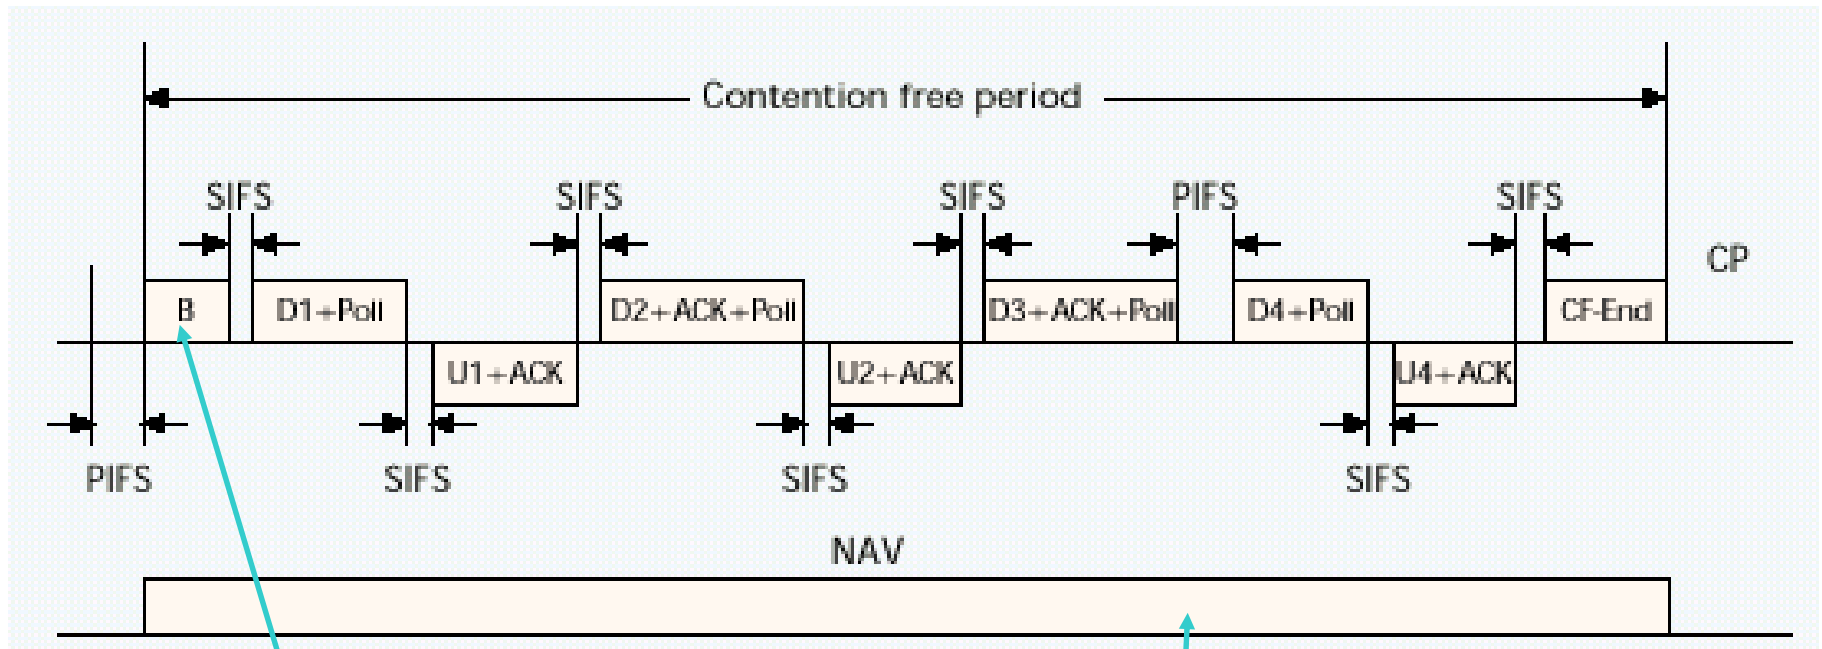 Contention free period
SIFS SIFS SIFS PIFS SIFS
CP
B D1+Poll D2+ACK+Poll D3+ACK+Poll D4+Poll CF-End
U1+ACK U2+ACK U4+ACK
PIFS SIFS SIFS SIFS
NAV